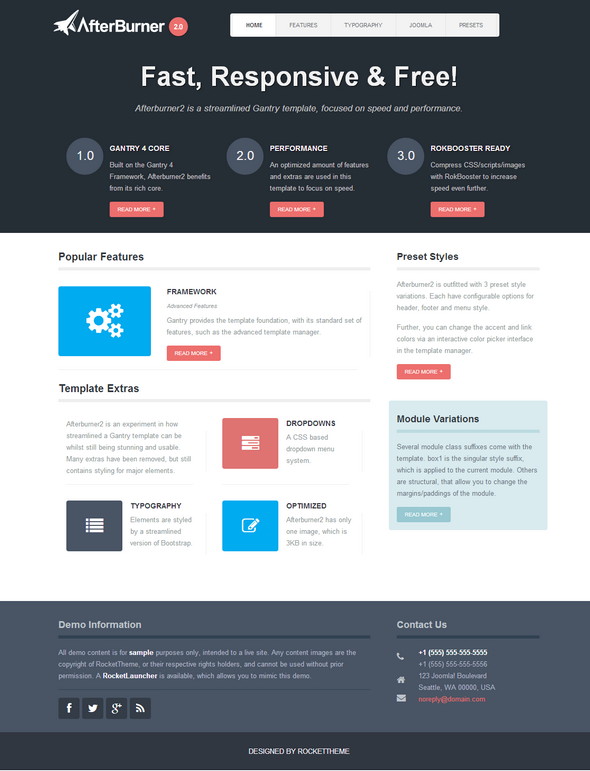 AfterBurner 2.0
HOME FEATURES TYPOGRAPHY JOOMLA PRESETS
Fast, Responsive & Free!
Afterburner2 is a streamlined Gantry template, focused on speed and performance.
1.0
GANTRY 4 CORE
Built on the Gantry 4
Framework, Afterburner2 benefits
from its rich core.
READ MORE +
2.0
PERFORMANCE
An optimized amount of features
and extras are used in this
template to focus on speed.
READ MORE +
3.0
ROKBOOSTER READY
Compress CSS/scripts/images
with RokBooster to increase
speed even further.
READ MORE +
Popular Features
FRAMEWORK
Advanced Features
Gantry provides the template foundation, with its standard set of
features, such as the advanced template manager.
READ MORE +
Template Extras
Afterburner2 is an experiment in how
streamlined a Gantry template can be
whilst still being stunning and usable.
Many extras have been removed, but still
contains styling for major elements.
DROPDOWNS
A CSS based
dropdown menu
system.
TYPOGRAPHY
Elements are styled
by a streamlined
version of Bootstrap.
OPTIMIZED
Afterburner2 has only
one image, which is
3KB in size.
Preset Styles
Afterburner2 is outfitted with 3 preset style
variations. Each have configurable options for
header, footer and menu style.
Further, you can change the accent and link
colors via an interactive color picker interface
in the template manager.
READ MORE +
Module Variations
Several module class suffixes come with the
template. box1 is the singular style suffix,
which is applied to the current module. Others
are structural, that allow you to change the
margins/paddings of the module.
READ MORE +
Demo Information
All demo content is for sample purposes only, intended to a live site. Any content images are the
copyright of RocketTheme, or their respective rights holders, and cannot be used without prior
permission. A RocketLauncher is available, which allows you to mimic this demo.
Contact Us
+1 (555) 555-555-5555
+1 (555) 555-555-5556
123 Joomla! Boulevard
Seattle, WA 00000, USA
noreply@domain.com
DESIGNED BY ROCKETTHEME